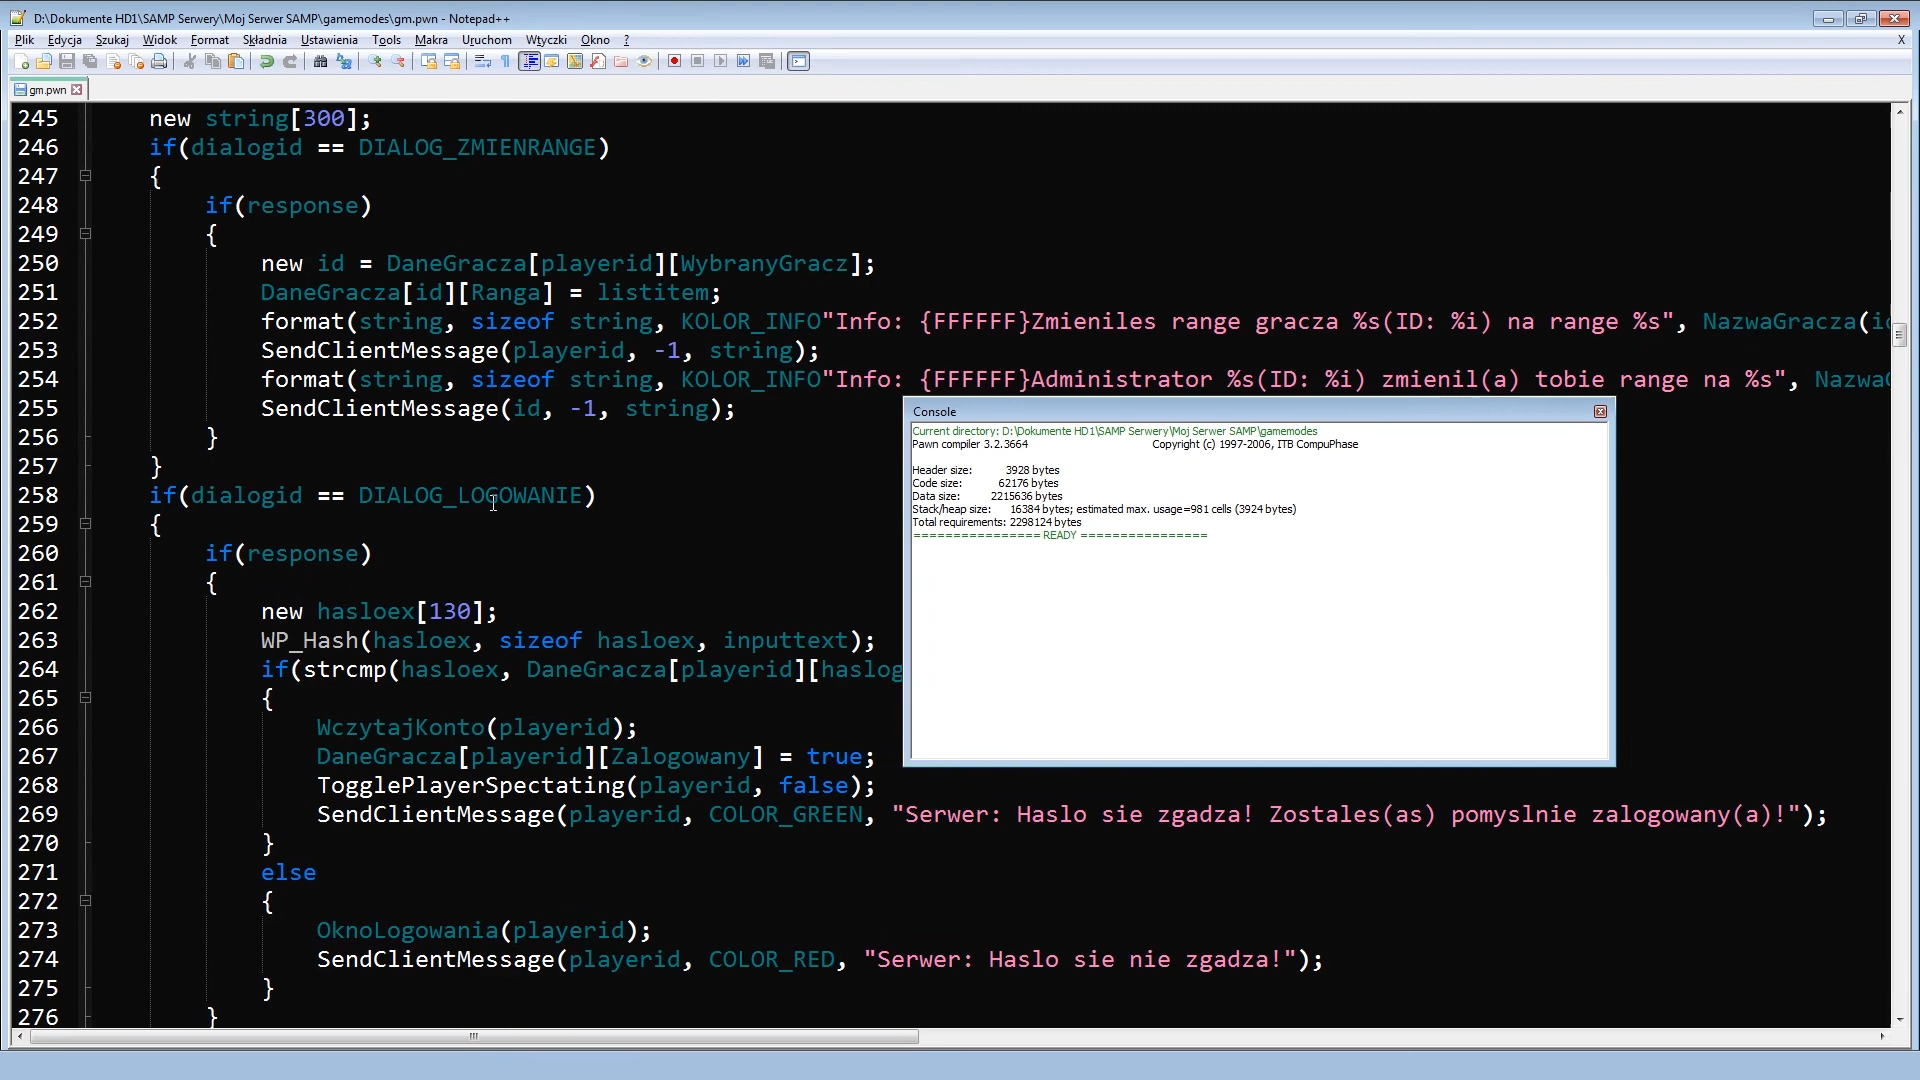 D:\Dokumente HD1\SAMP Serwery\Moj Serwer SAMP\gamemodes\gm.pwn - Notepad++
Plik Edycja Szukaj Widok Format Składnia Ustawienia Tools Makra Uruchom Wtyczki Okno ? X
gm.pwn
245 new string[300];
246 if(dialogid == DIALOG_ZMIENRANGE)
247 {
248 if(response)
249 {
250 new id = DaneGracza[playerid][WybranyGracz];
251 DaneGracza[id][Ranga] = listitem;
252 format(string, sizeof string, KOLOR_INFO"Info: {FFFFFF}Zmieniles range gracza %s(ID: %i) na range %s", NazwaGracza(id
253 SendClientMessage(playerid, -1, string);
254 format(string, sizeof string, KOLOR_INFO"Info: {FFFFFF}Administrator %s(ID: %i) zmienil(a) tobie range na %s", NazwaG
255 SendClientMessage(id, -1, string);
256 }
257 }
258 if(dialogid == DIALOG_LOGOWANIE)
259 {
260 if(response)
261 {
262 new hasloex[130];
263 WP_Hash(hasloex, sizeof hasloex, inputtext);
264 if(strcmp(hasloex, DaneGracza[playerid][haslog
265 {
266 WczytajKonto(playerid);
267 DaneGracza[playerid][Zalogowany] = true;
268 TogglePlayerSpectating(playerid, false);
269 SendClientMessage(playerid, COLOR_GREEN, "Serwer: Haslo sie zgadza! Zostales(as) pomyslnie zalogowany(a)!");
270 }
271 else
272 {
273 OknoLogowania(playerid);
274 SendClientMessage(playerid, COLOR_RED, "Serwer: Haslo sie nie zgadza!");
275 }
276 }
Console
Current directory: D:\Dokumente HD1\SAMP Serwery\Moj Serwer SAMP\gamemodes
Pawn compiler 3.2.3664 Copyright (c) 1997-2006, ITB CompuPhase
Header size: 3928 bytes
Code size: 62176 bytes
Data size: 2215636 bytes
Stack/heap size: 16384 bytes; estimated max. usage=981 cells (3924 bytes)
Total requirements: 2298124 bytes
================ READY ================